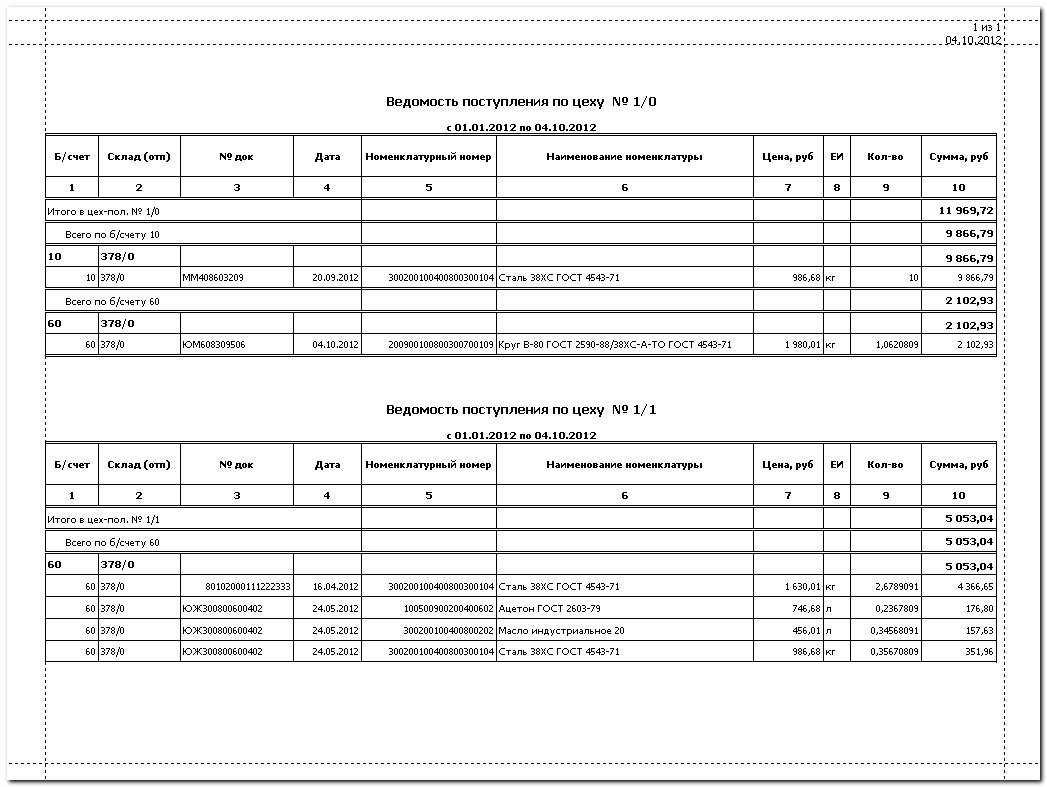 1 из 1
04.10.2012
Ведомость поступления по цеху № 1/0
с 01.01.2012 по 04.10.2012
Б/счет Склад (отп) № док Дата Номенклатурный номер Наименование номенклатуры Цена, руб ЕИ Кол-во Сумма, руб
1 2 3 4 5 6 7 8 9 10
Итого в цех-пол. № 1/0 11 969,72
Всего по б/счету 10 9 866,79
10 378/0 9 866,79
10 378/0 ММ408603209 20.09.2012 300200100400800300104 Сталь 38ХС ГОСТ 4543-71 986,68 кг 10 9 866,79
Всего по б/счету 60 2 102,93
60 378/0 2 102,93
60 378/0 ЮМ608309506 04.10.2012 200900100800300700109 Круг В-80 ГОСТ 2590-88/38ХС-А-ТО ГОСТ 4543-71 1 980,01 кг 1,0620809 2 102,93
Ведомость поступления по цеху № 1/1
с 01.01.2012 по 04.10.2012
Б/счет Склад (отп) № док Дата Номенклатурный номер Наименование номенклатуры Цена, руб ЕИ Кол-во Сумма, руб
1 2 3 4 5 6 7 8 9 10
Итого в цех-пол. № 1/1 5 053,04
Всего по б/счету 60 5 053,04
60 378/0 5 053,04
60 378/0 80102000111222333 16.04.2012 300200100400800300104 Сталь 38ХС ГОСТ 4543-71 1 630,01 кг 2,6789091 4 366,65
60 378/0 ЮЖ300800600402 24.05.2012 100500900200400602 Ацетон ГОСТ 2603-79 746,68 л 0,2367809 176,80
60 378/0 ЮЖ300800600402 24.05.2012 300200100400800202 Масло индустриальное 20 456,01 л 0,34568091 157,63
60 378/0 ЮЖ300800600402 24.05.2012 300200100400800300104 Сталь 38ХС ГОСТ 4543-71 986,68 кг 0,35670809 351,96